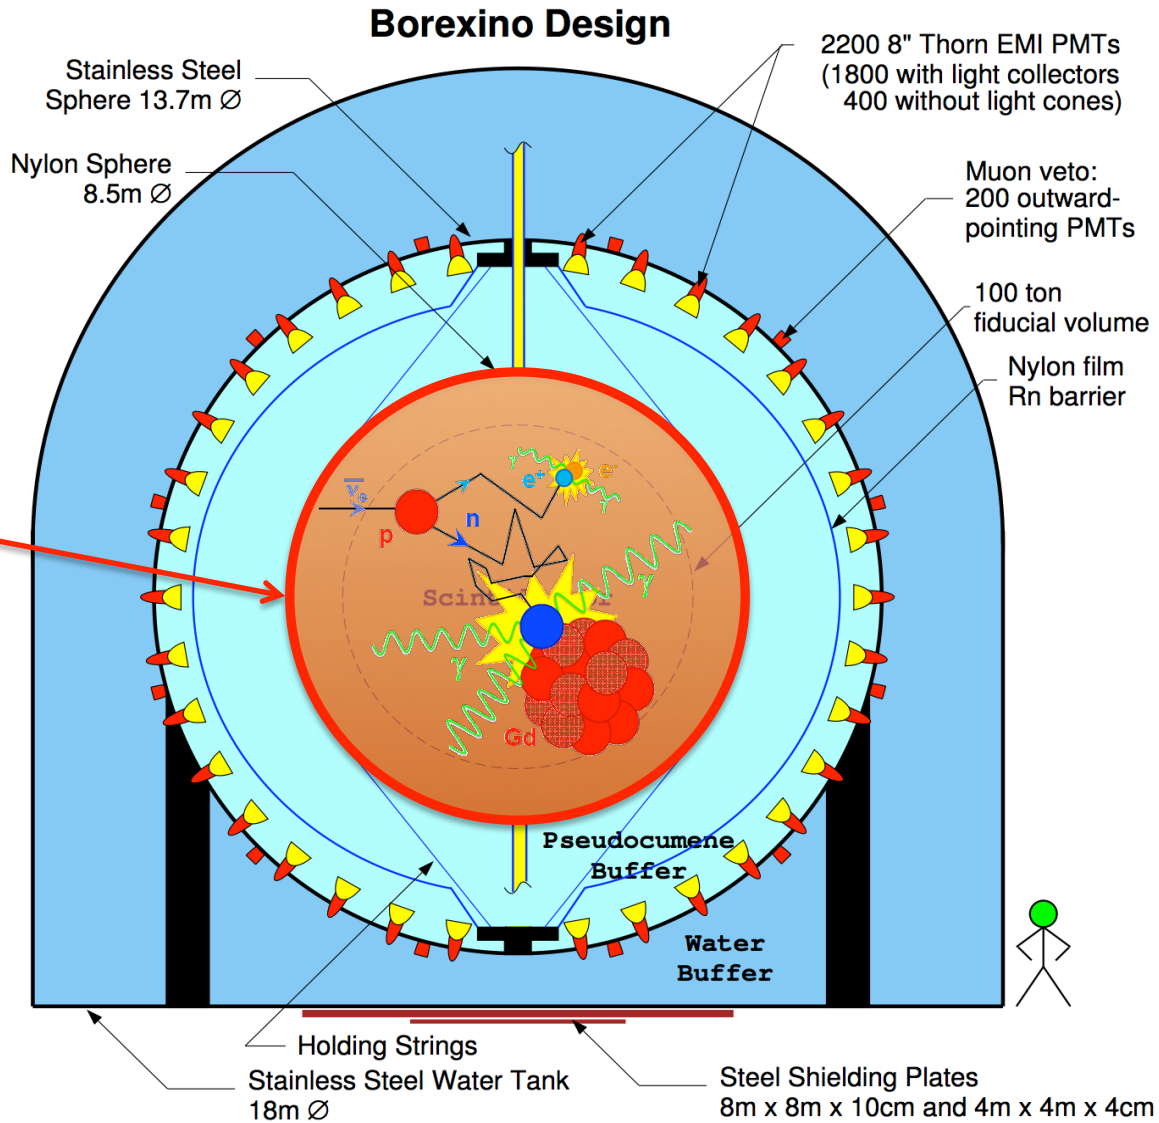 Borexino Design
Stainless Steel
Sphere 13.7m ∅
2200 8" Thorn EMI PMTs
(1800 with light collectors
400 without light cones)
Nylon Sphere
8.5m ∅
Muon veto:
200 outward-
pointing PMTs
100 ton
fiducial volume
Nylon film
Rn barrier
γ
e⁺
e⁻
γ
ν̅e
p
n
γ
γ
Gd
Pseudocumene
Buffer
Water
Buffer
Holding Strings
Stainless Steel Water Tank
18m ∅
Steel Shielding Plates
8m x 8m x 10cm and 4m x 4m x 4cm